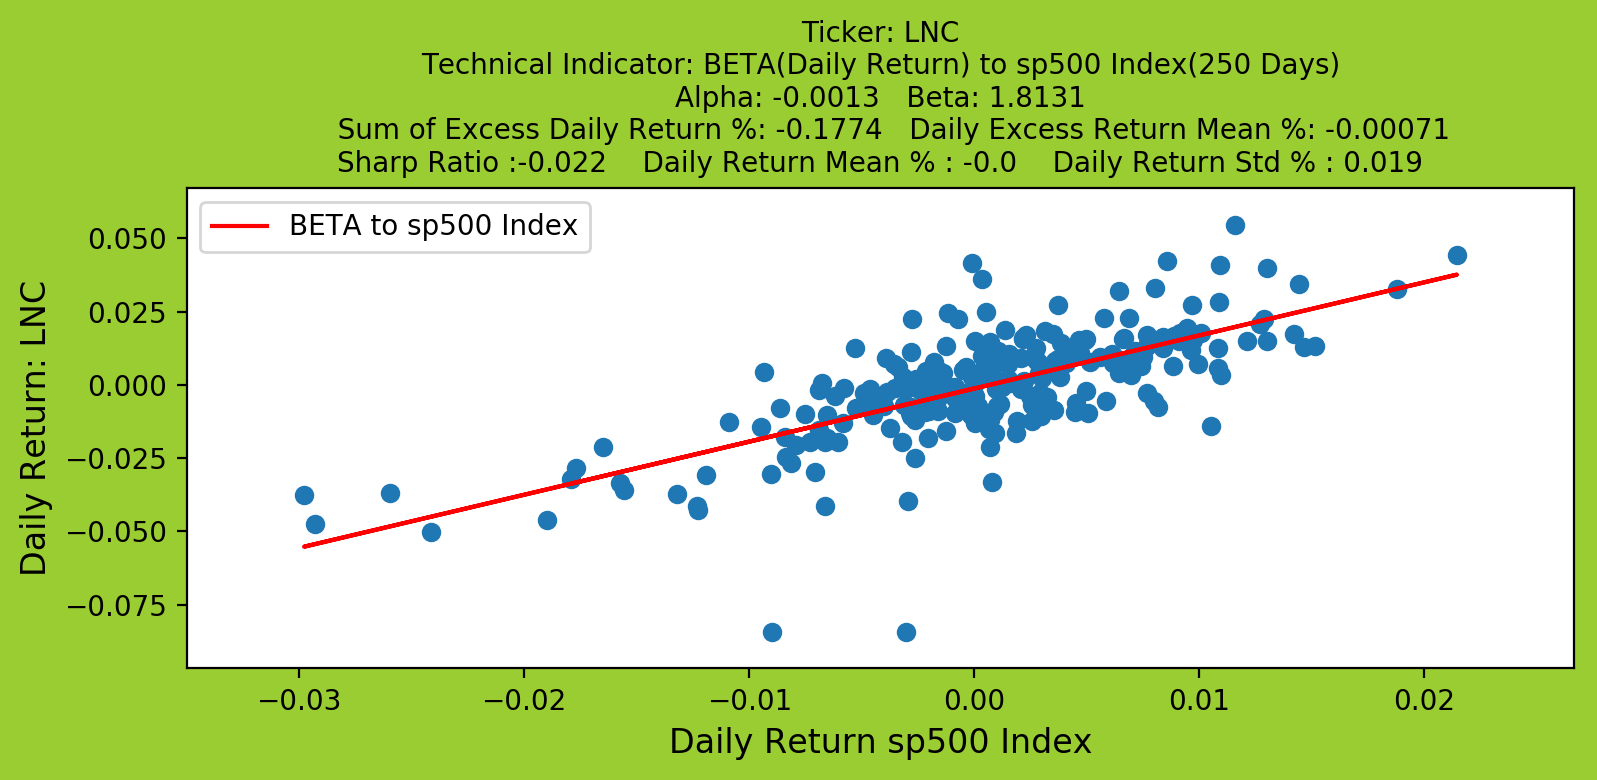 Ticker: LNC
Technical Indicator: BETA(Daily Return) to sp500 Index(250 Days)
Alpha: -0.0013   Beta: 1.8131
Sum of Excess Daily Return %: -0.1774   Daily Excess Return Mean %: -0.00071
Sharp Ratio :-0.022    Daily Return Mean % : -0.0    Daily Return Std % : 0.019
BETA to sp500 Index
Daily Return: LNC
0.050
0.025
0.000
−0.025
−0.050
−0.075
−0.03 −0.02 −0.01 0.00 0.01 0.02
Daily Return sp500 Index